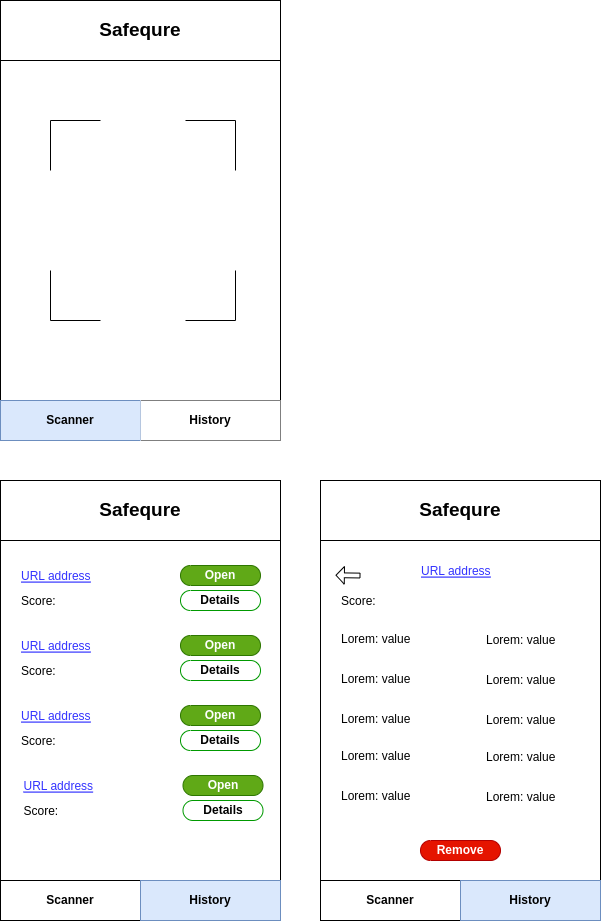 Safequre
Scanner History
Safequre
URL address Open
Score: Details
URL address Open
Score: Details
URL address Open
Score: Details
URL address Open
Score: Details
Scanner History
Safequre
URL address
Score:
Lorem: value Lorem: value
Lorem: value Lorem: value
Lorem: value Lorem: value
Lorem: value Lorem: value
Lorem: value Lorem: value
Remove
Scanner History